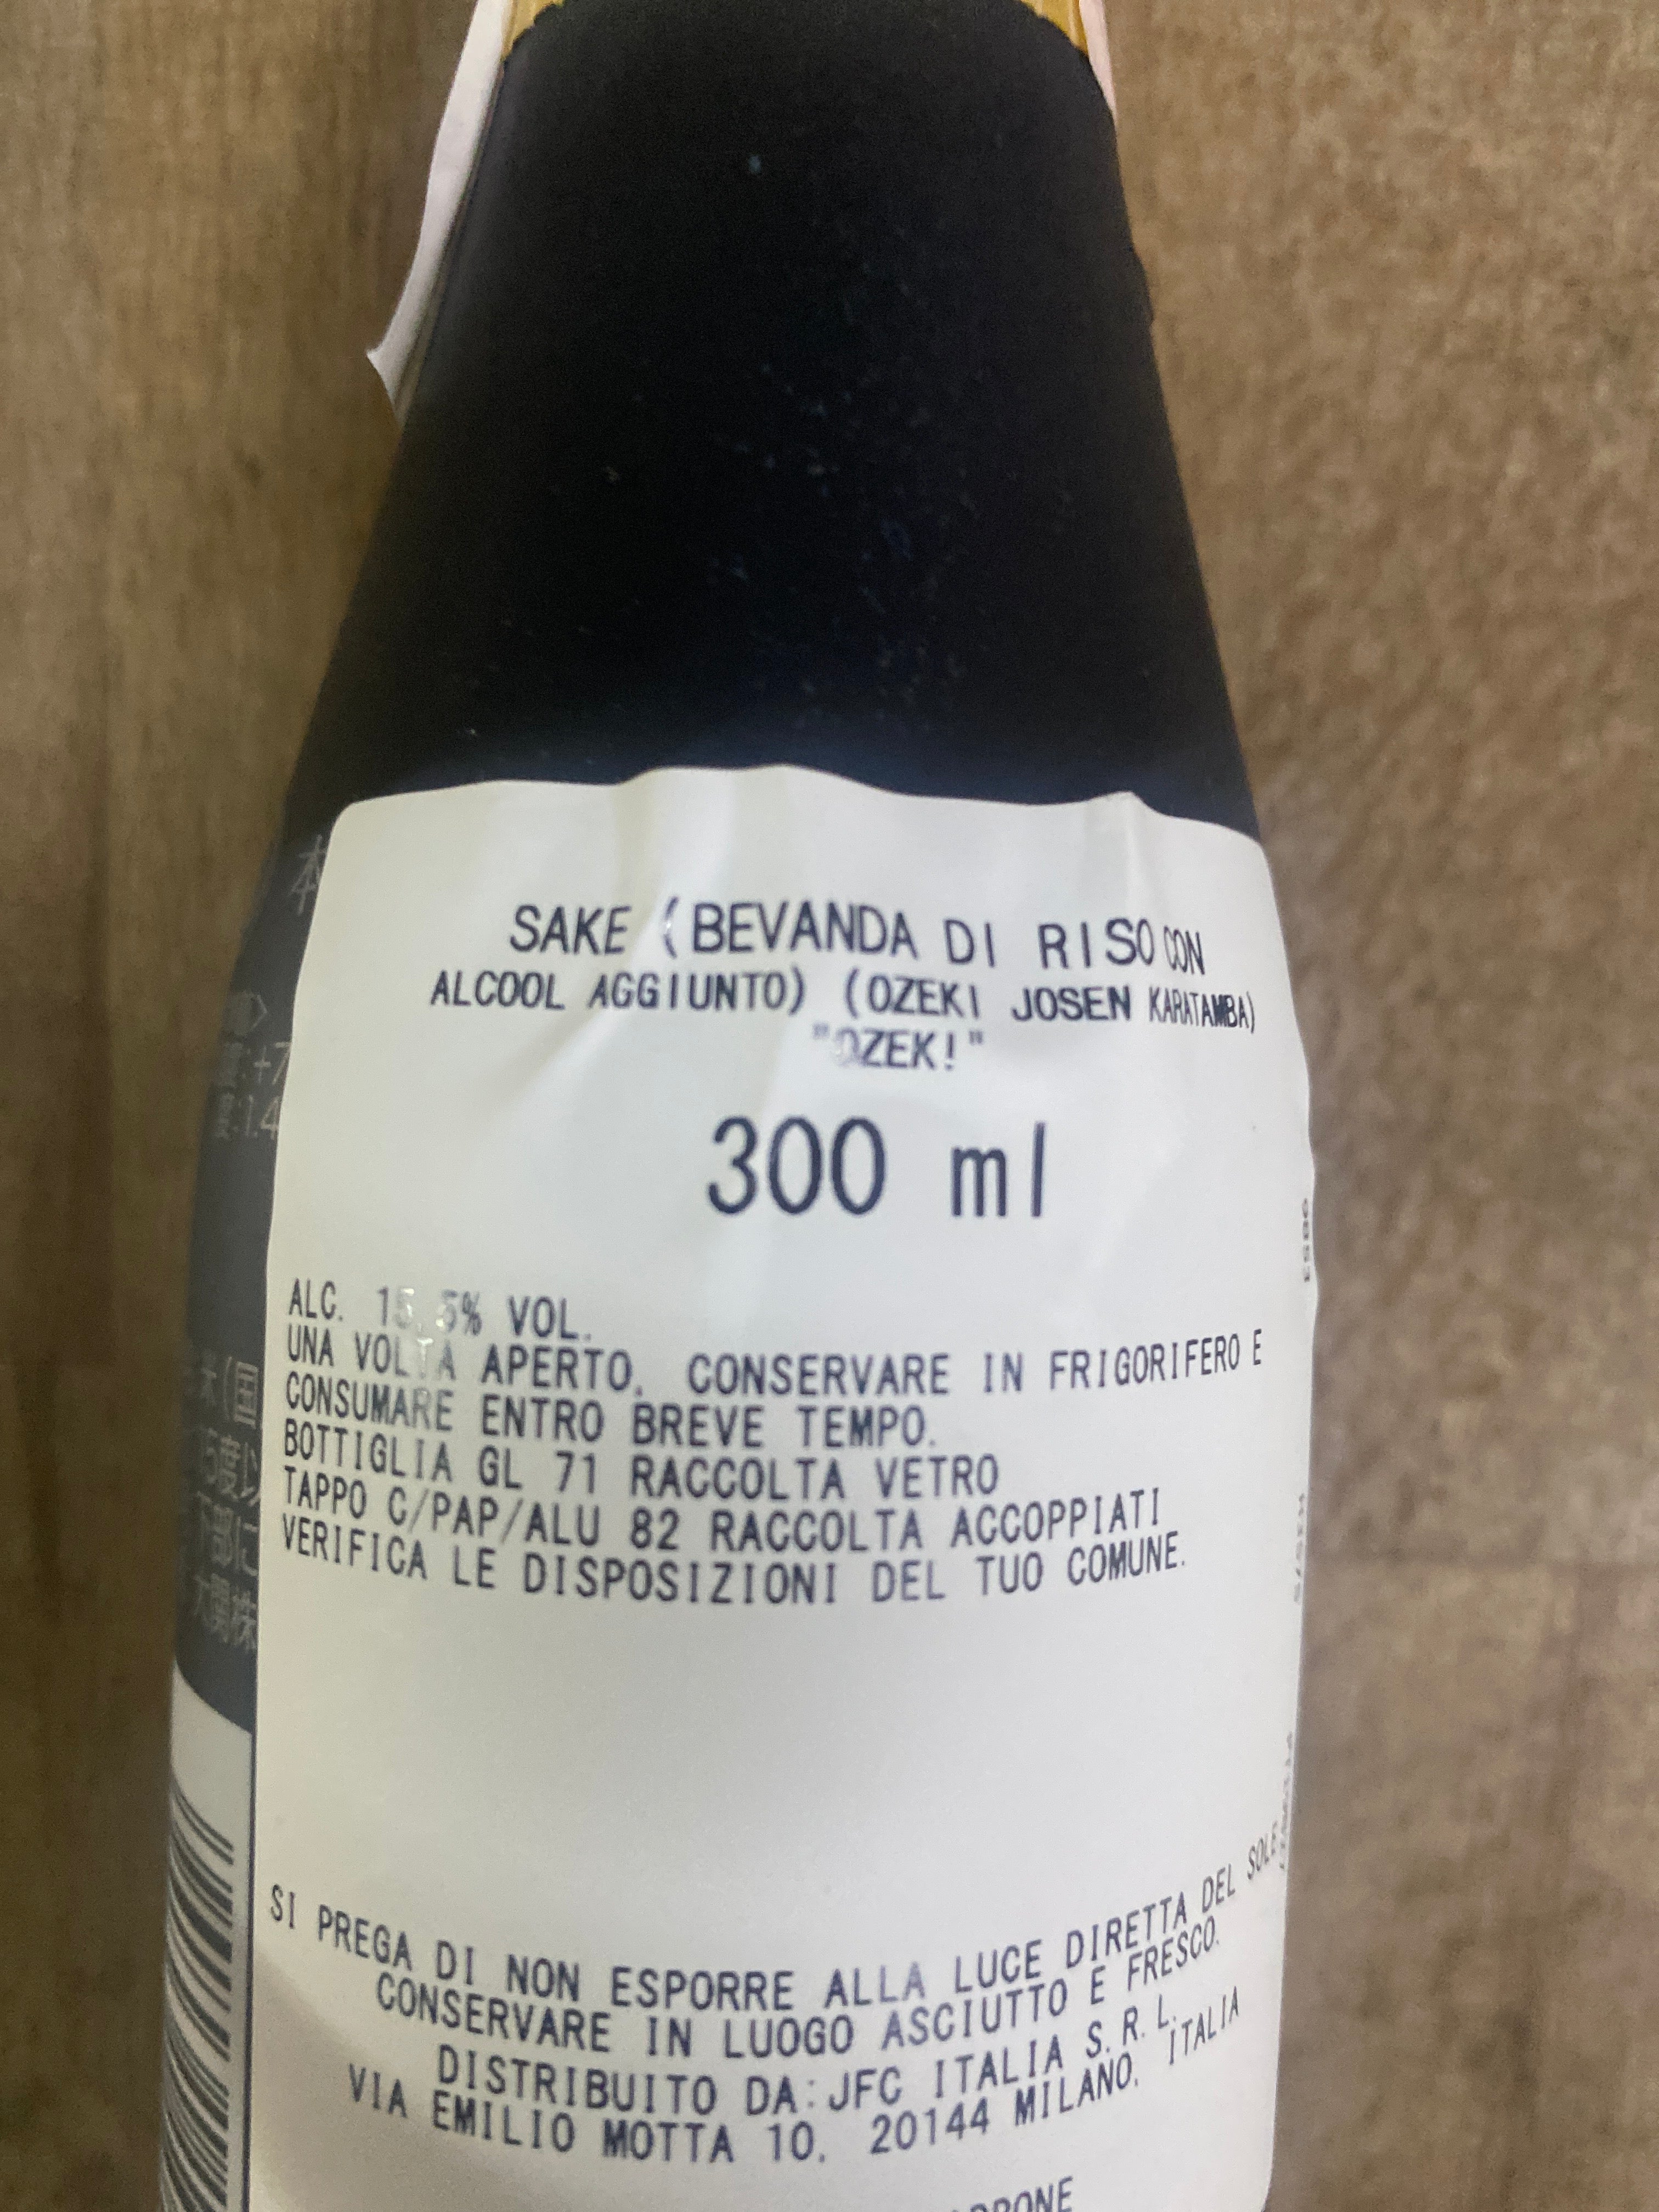 SAKE (BEVANDA DI RISO CON
ALCOOL AGGIUNTO) (OZEKI JOSEN KARATAMBA)
"OZEK!"
300 ml
ALC. 15.5% VOL.
UNA VOLTA APERTO, CONSERVARE IN FRIGORIFERO E
CONSUMARE ENTRO BREVE TEMPO.
BOTTIGLIA GL 71 RACCOLTA VETRO
TAPPO C/PAP/ALU 82 RACCOLTA ACCOPPIATI
VERIFICA LE DISPOSIZIONI DEL TUO COMUNE.
SI PREGA DI NON ESPORRE ALLA LUCE DIRETTA DEL SOLE
CONSERVARE IN LUOGO ASCIUTTO E FRESCO.
DISTRIBUITO DA:JFC ITALIA S.R.L.
VIA EMILIO MOTTA 10, 20144 MILANO, ITALIA